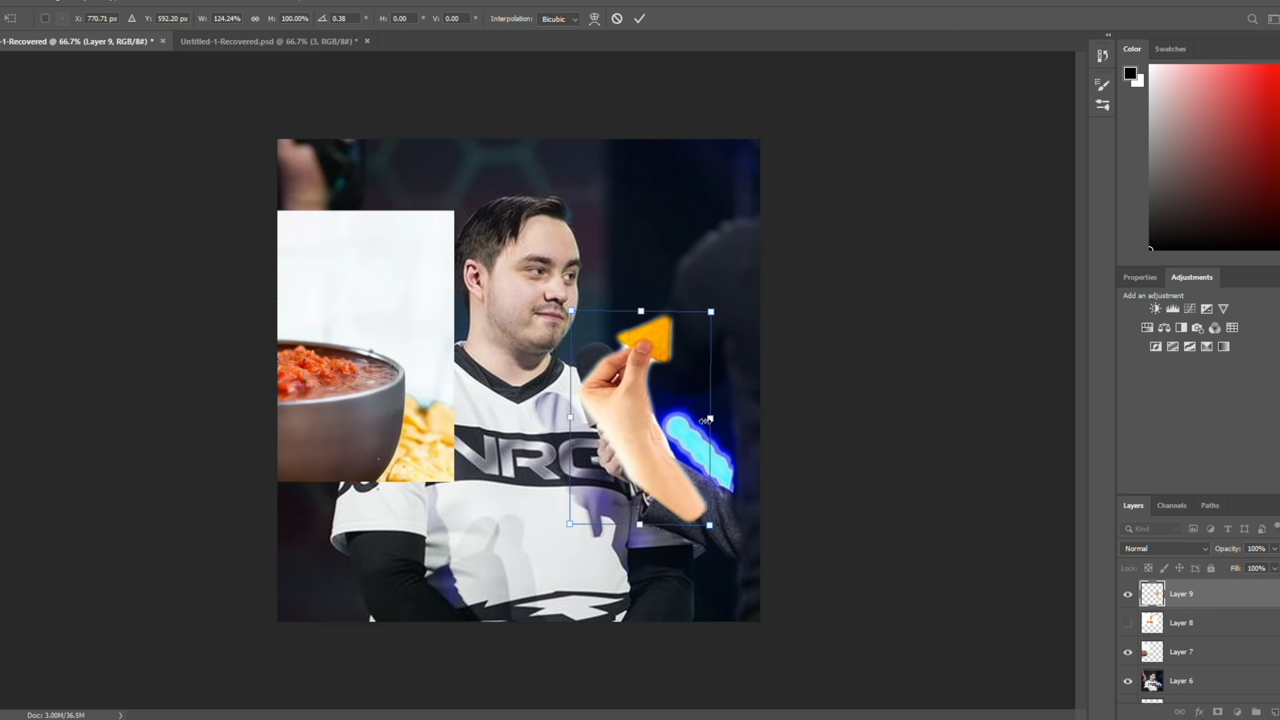 X: 770.71 px Y: 592.20 px W: 124.24% H: 100.00% 0.38 ° H: 0.00 ° V: 0.00 ° Interpolation: Bicubic
-1-Recovered @ 66.7% (Layer 9, RGB/8#) * × Untitled-1-Recovered.psd @ 66.7% (3, RGB/8#) * ×
Color Swatches
Properties Adjustments
Add an adjustment
NRG
Layers Channels Paths
Kind
Normal Opacity: 100%
Lock: Fill: 100%
Layer 9
Layer 8
Layer 7
Layer 6
fx
Doc: 3.00M/36.5M